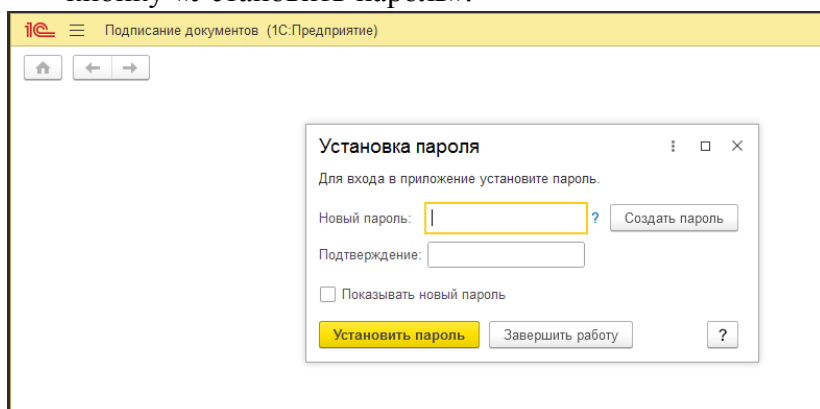 1С Подписание документов (1С:Предприятие)
Установка пароля
Для входа в приложение установите пароль.
Новый пароль: ? Создать пароль
Подтверждение:
Показывать новый пароль
Установить пароль Завершить работу ?